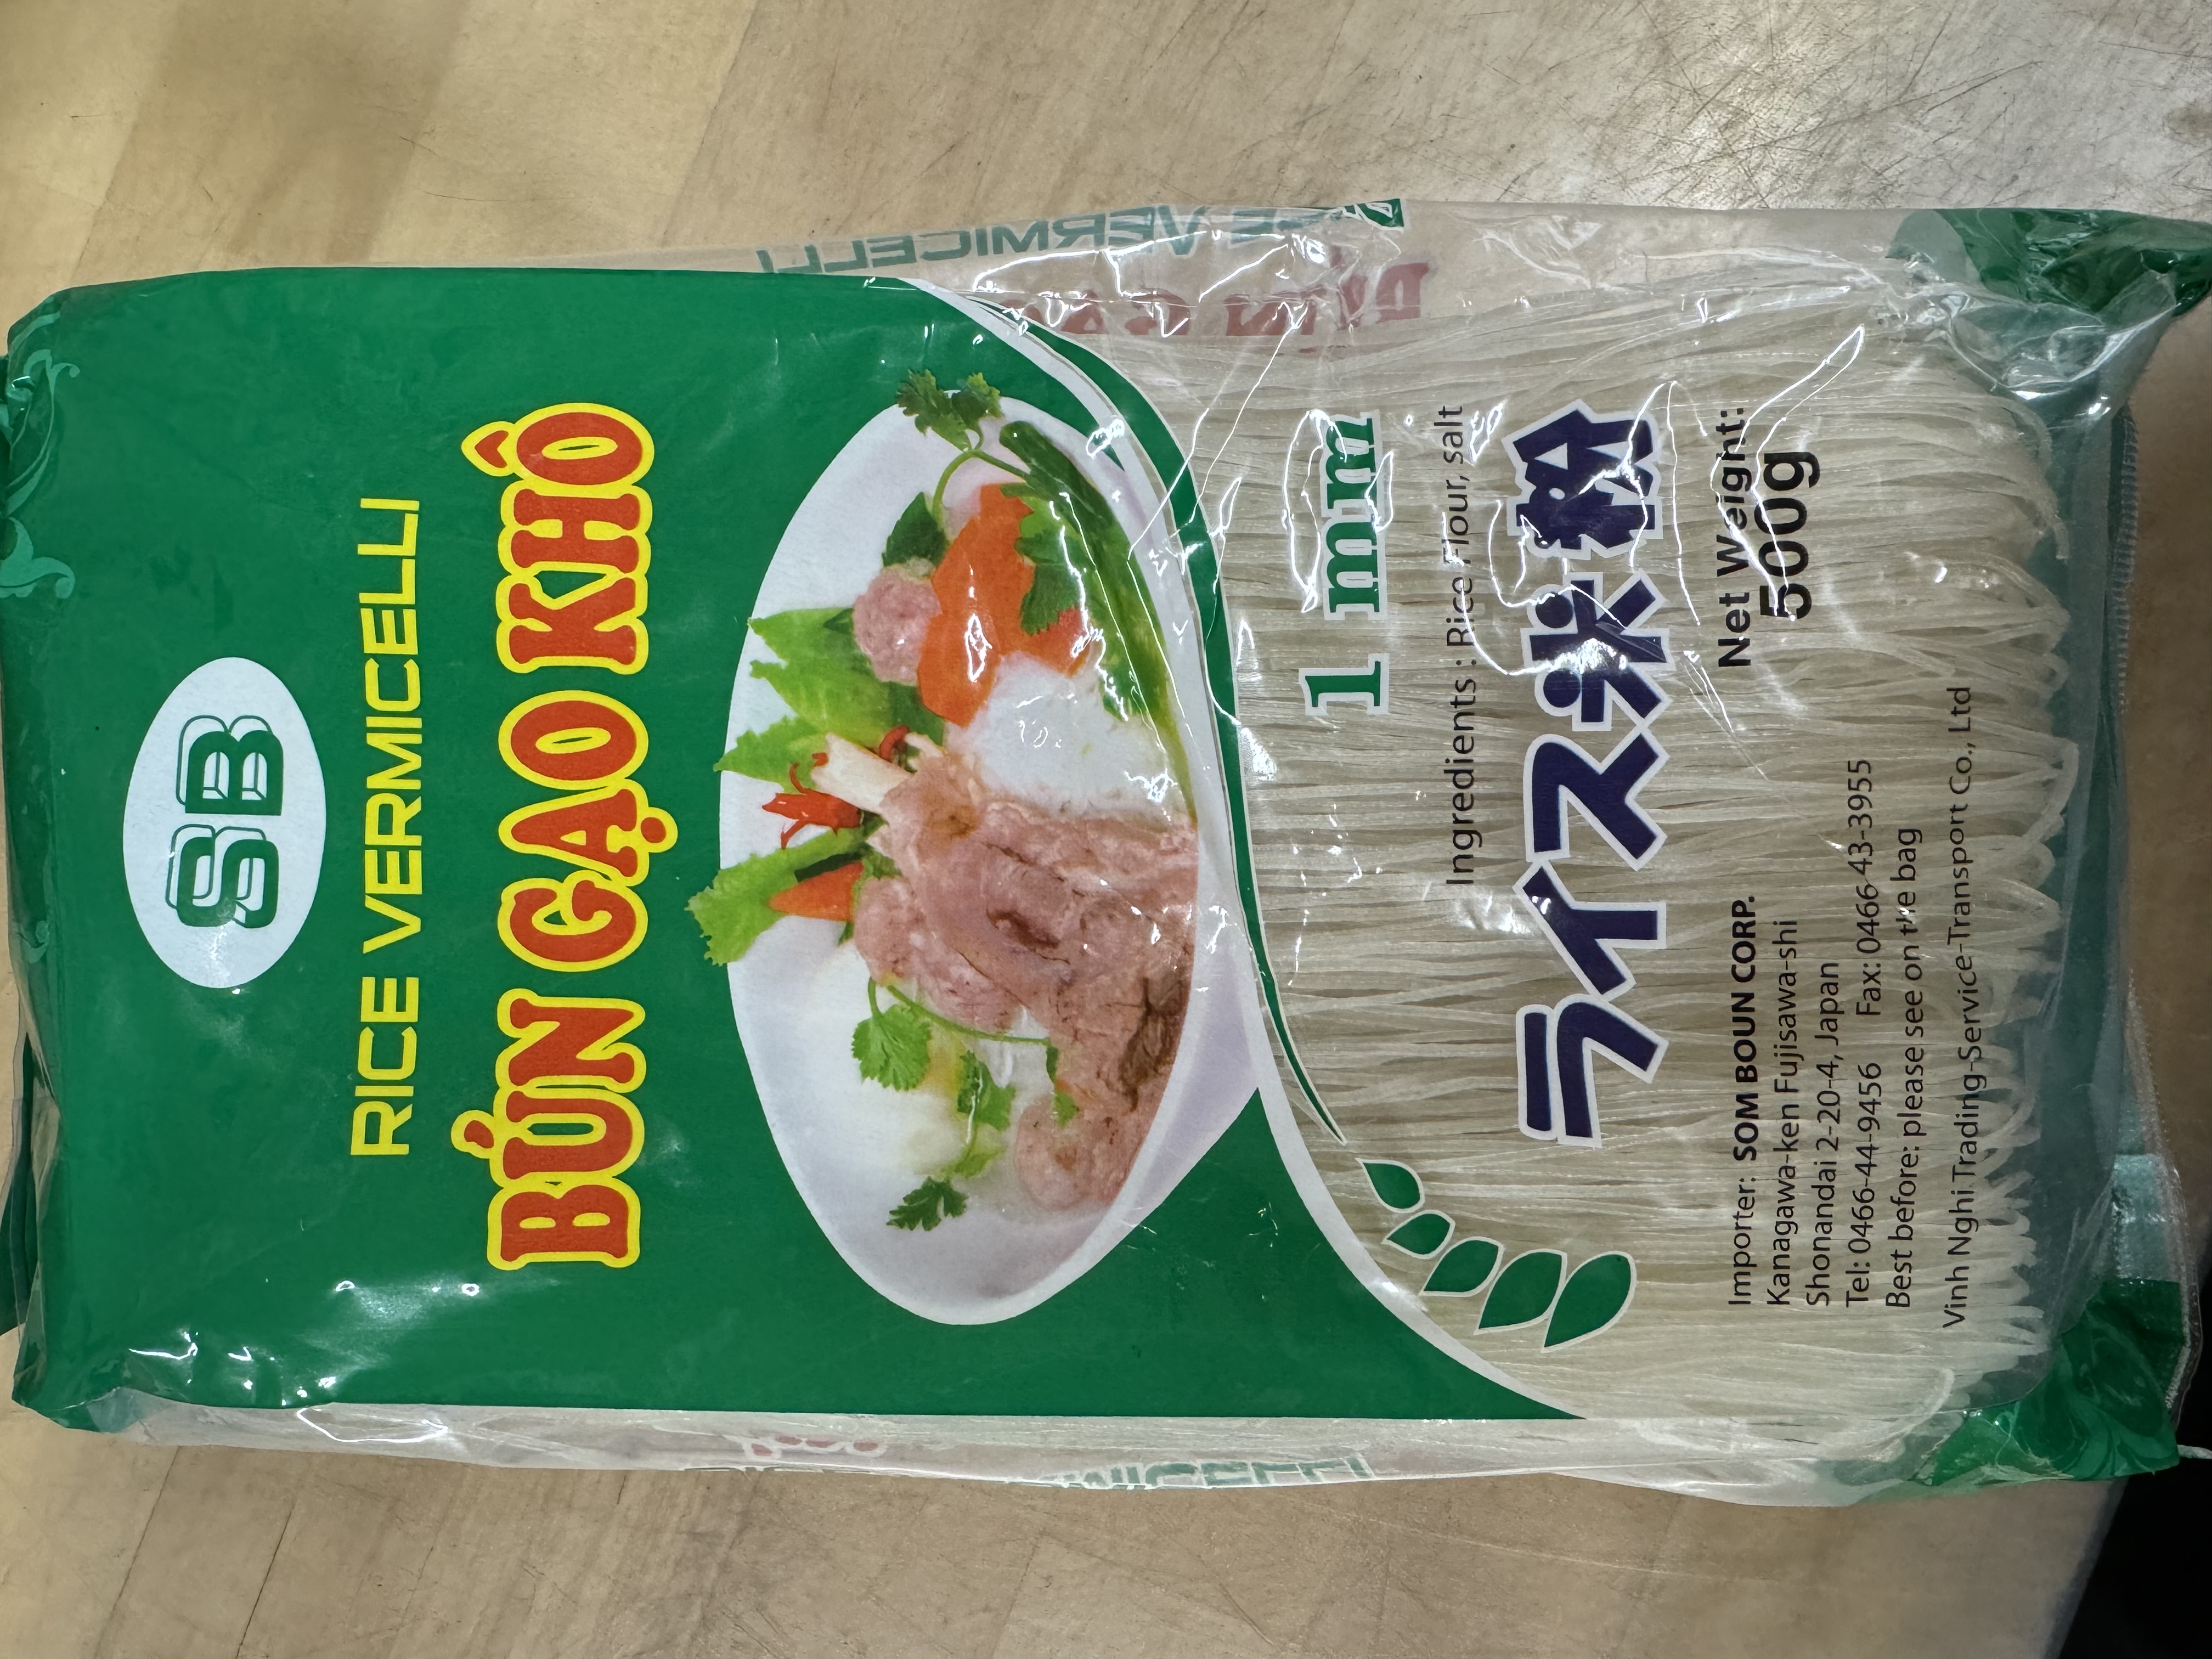 SB
RICE VERMICELLI
BÚN GẠO KHÔ
1 mm
Ingredients : Rice Flour, salt
ライス米粉
Net Weight:
500g
Importer: SOM BOUN CORP.
Kanagawa-ken Fujisawa-shi
Shonandai 2-20-4, Japan
Tel: 0466-44-9456 Fax: 0466-43-3955
Best before: please see on the bag
Vinh Nghi Trading-Service-Transport Co., Ltd
VERMICELLI
BÚN